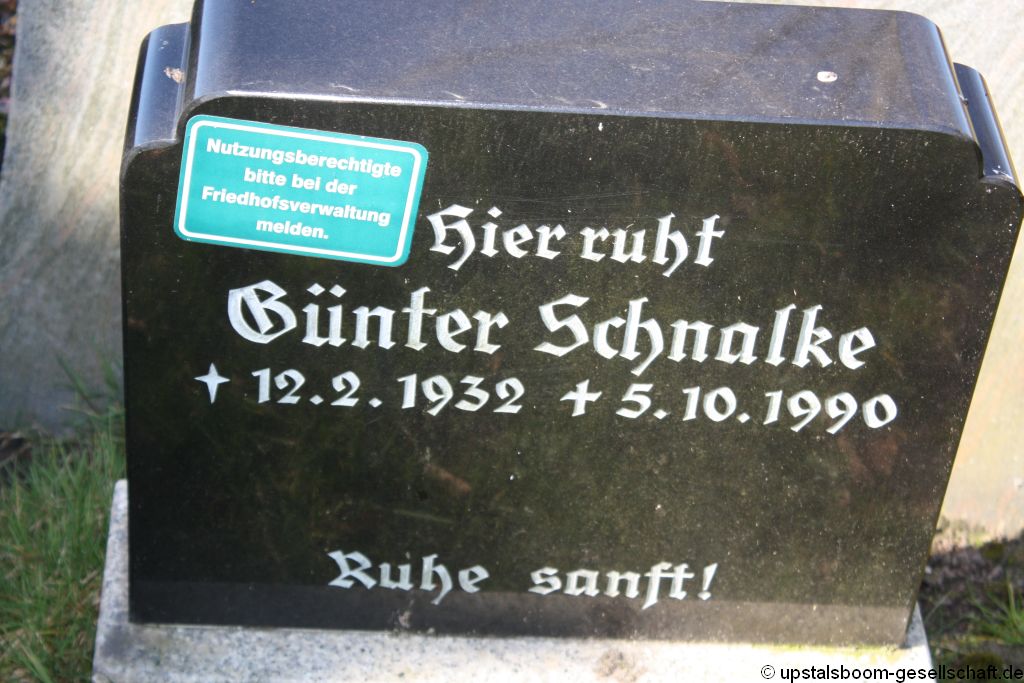 Nutzungsberechtigte
bitte bei der
Friedhofsverwaltung
melden.
Hier ruht
Günter Schnalke
12.2.1932 + 5.10.1990
Ruhe sanft!
© upstalsboom-gesellschaft.de